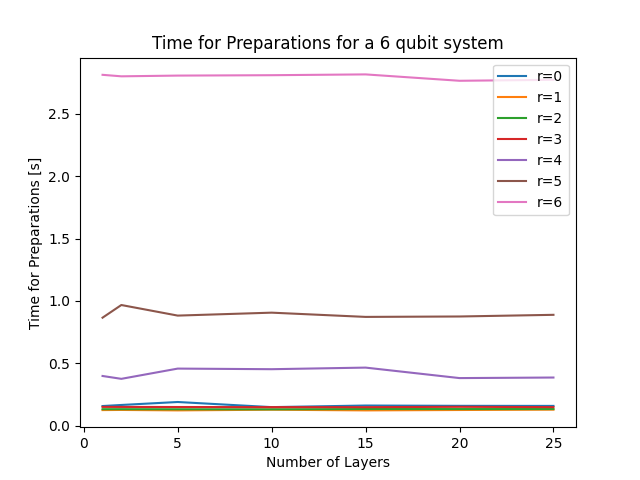 Time for Preparations for a 6 qubit system
Time for Preparations [s]
2.5
2.0
1.5
1.0
0.5
0.0
0
5
10
15
20
25
Number of Layers
r=0
r=1
r=2
r=3
r=4
r=5
r=6